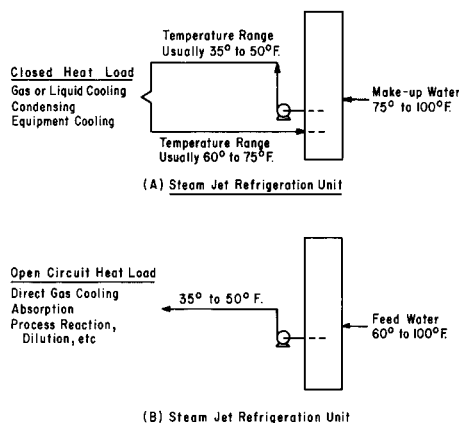 Temperature Range
Usually 35° to 50°F.
Closed Heat Load
Gas or Liquid Cooling
Condensing
Equipment Cooling
Make-up Water
75° to 100°F.
Temperature Range
Usually 60° to 75°F.
(A) Steam Jet Refrigeration Unit
Open Circuit Heat Load
Direct Gas Cooling
Absorption
Process Reaction,
Dilution, etc
35° to 50° F.
Feed Water
60° to 100°F.
(B) Steam Jet Refrigeration Unit